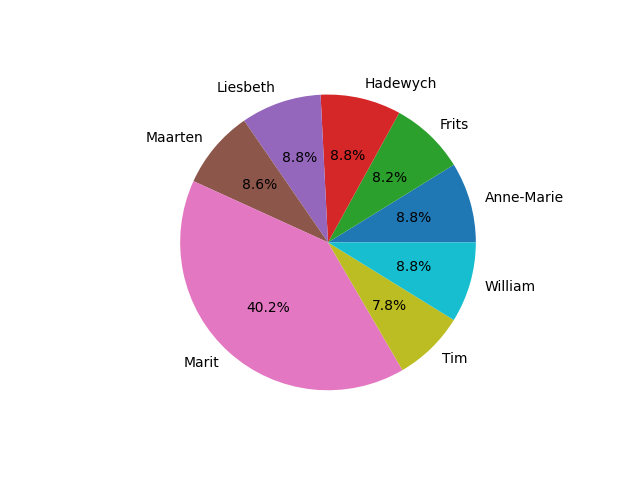 Hadewych
Liesbeth
Frits
Maarten
8.8%
8.8%
8.2%
8.6%
Anne-Marie
8.8%
8.8%
William
40.2%
7.8%
Tim
Marit